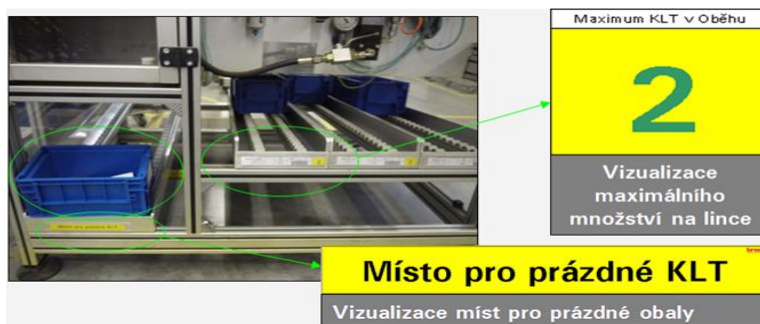 Maximum KLT v Oběhu
2
Vizualizace
maximálního
množství na lince
Místo pro prázdné KLT
Místo pro prázdné KLT
Vizualizace míst pro prázdné obaly